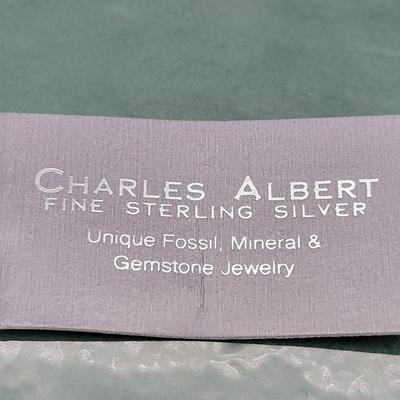 CHARLES ALBERT
FINE STERLING SILVER
Unique Fossil, Mineral &
Gemstone Jewelry